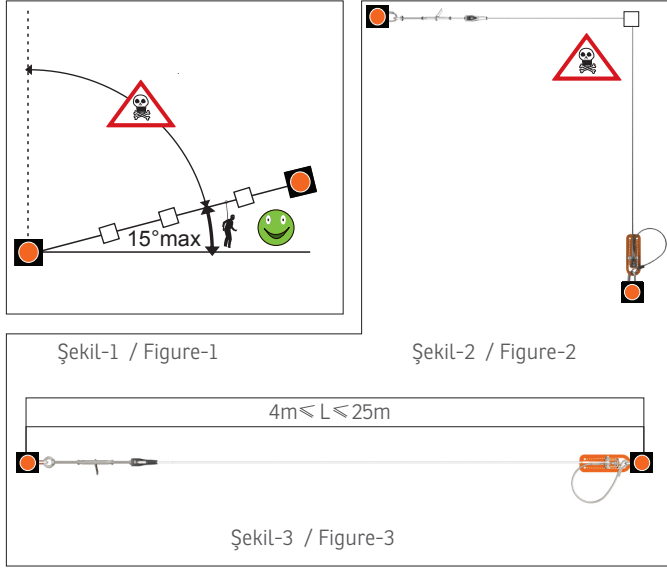 15°max
Şekil-1 / Figure-1
Şekil-2 / Figure-2
4m⩽ L ⩽ 25m
Şekil-3 / Figure-3